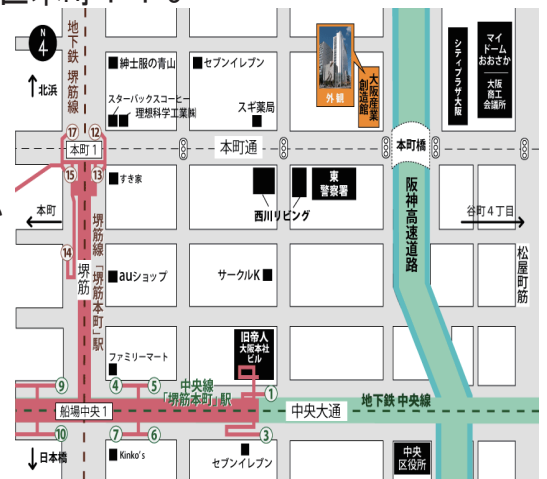 N
4
地下鉄 堺筋線
↑北浜
紳士服の青山
セブンイレブン
スターバックスコーヒー
理想科学工業㈱
スギ薬局
外観
大阪産業
創造館
シティプラザ大阪
マイ
ドーム
おおさか
大阪
商工
会議所
⑰
⑫
本町1
本町通
本町橋
⑮
⑬
すき家
西川リビング
東
警察署
阪神高速道路
本町
←
谷町4丁目
→
松屋町筋
⑭
堺筋
堺筋線「堺筋本町」駅
auショップ
サークルK
ファミリーマート
旧帝人
大阪本社
ビル
⑨
④
⑤
中央線
「堺筋本町」駅
①
船場中央1
中央大通
地下鉄 中央線
⑩
⑦
⑥
③
↓日本橋
Kinko's
セブンイレブン
中央
区役所